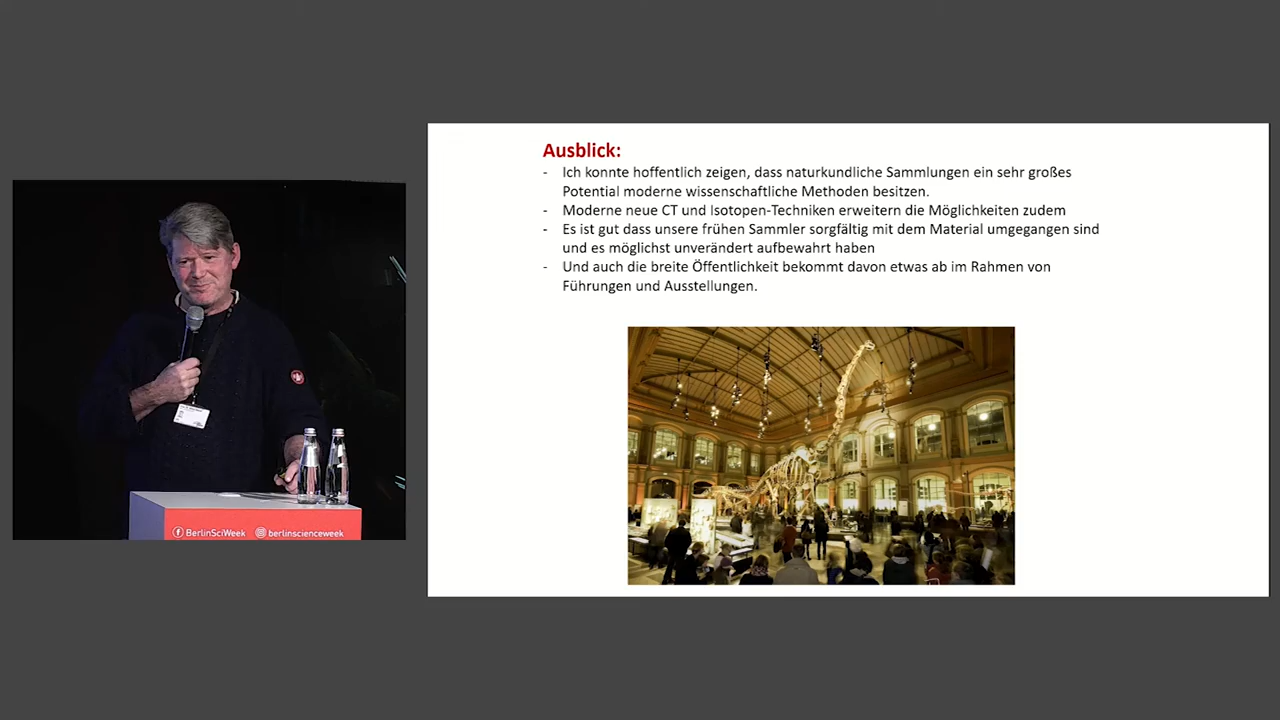 Ausblick:
- Ich konnte hoffentlich zeigen, dass naturkundliche Sammlungen ein sehr großes
Potential moderne wissenschaftliche Methoden besitzen.
- Moderne neue CT und Isotopen-Techniken erweitern die Möglichkeiten zudem
- Es ist gut dass unsere frühen Sammler sorgfältig mit dem Material umgegangen sind
und es möglichst unverändert aufbewahrt haben
- Und auch die breite Öffentlichkeit bekommt davon etwas ab im Rahmen von
Führungen und Ausstellungen.
BerlinSciWeek berlinscienceweek